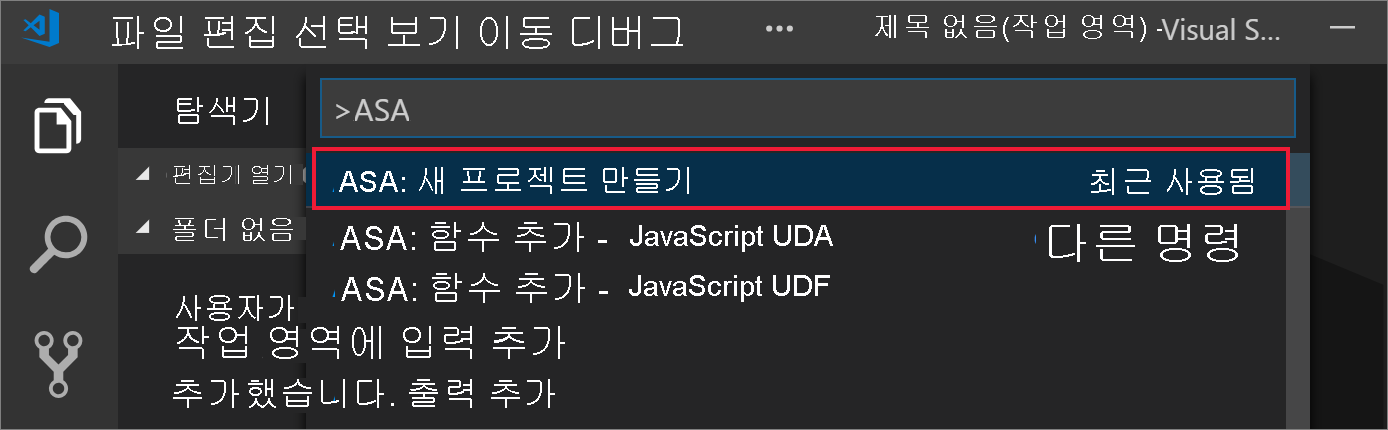 파일 편집 선택 보기 이동 디버그 ... 제목 없음(작업 영역) -Visual S...
탐색기
>ASA
편집기 열기
ASA: 새 프로젝트 만들기 최근 사용됨
폴더 없음
ASA: 함수 추가 - JavaScript UDA 다른 명령
ASA: 함수 추가 - JavaScript UDF
사용자가
작업 영역에 입력 추가
추가했습니다. 출력 추가